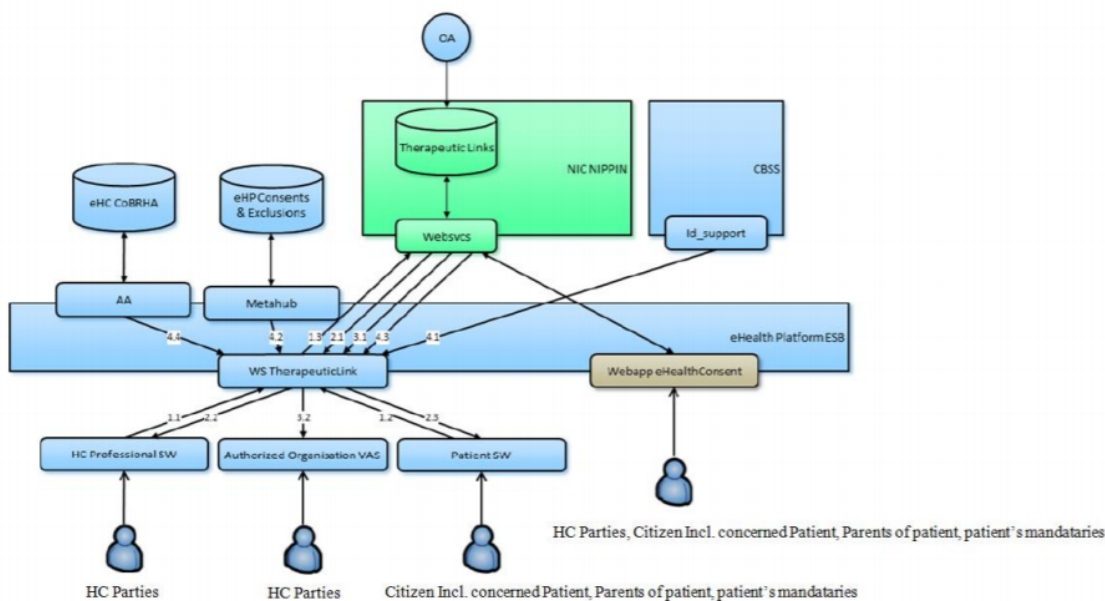 OA
Therapeutic Links
NIC NIPPIN
CBSS
eHC CoBRHA
eHP Consents
& Exclusions
Websvcs
Id_support
AA
Metahub
4.4
4.2
1.3
2.1
3.1
4.3
4.1
eHealth Platform ESB
WS TherapeuticLink
Webapp eHealthConsent
1.1
2.2
3.2
1.2
2.3
HC Professional SW
Authorized Organisation VAS
Patient SW
HC Parties, Citizen Incl. concerned Patient, Parents of patient, patient's mandataries
HC Parties
HC Parties
Citizen Incl. concerned Patient, Parents of patient, patient's mandataries